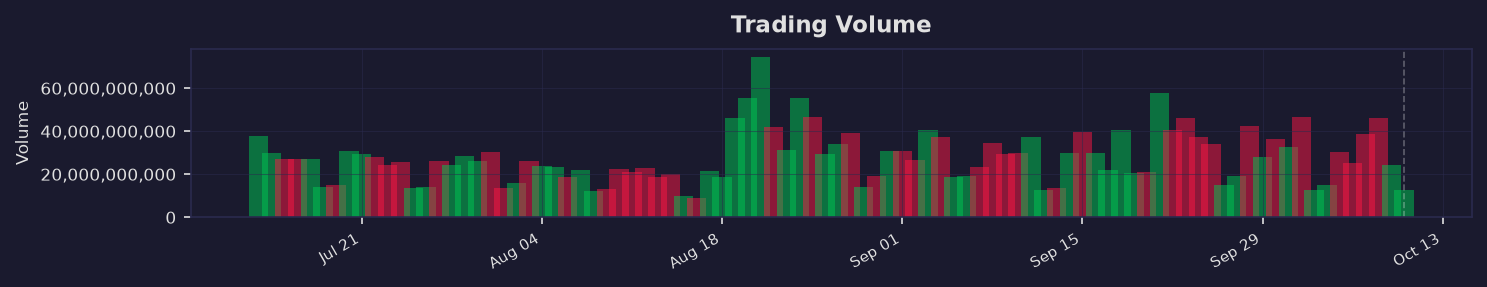 Trading Volume
Volume
60,000,000,000
40,000,000,000
20,000,000,000
0
Jul 21
Aug 04
Aug 18
Sep 01
Sep 15
Sep 29
Oct 13